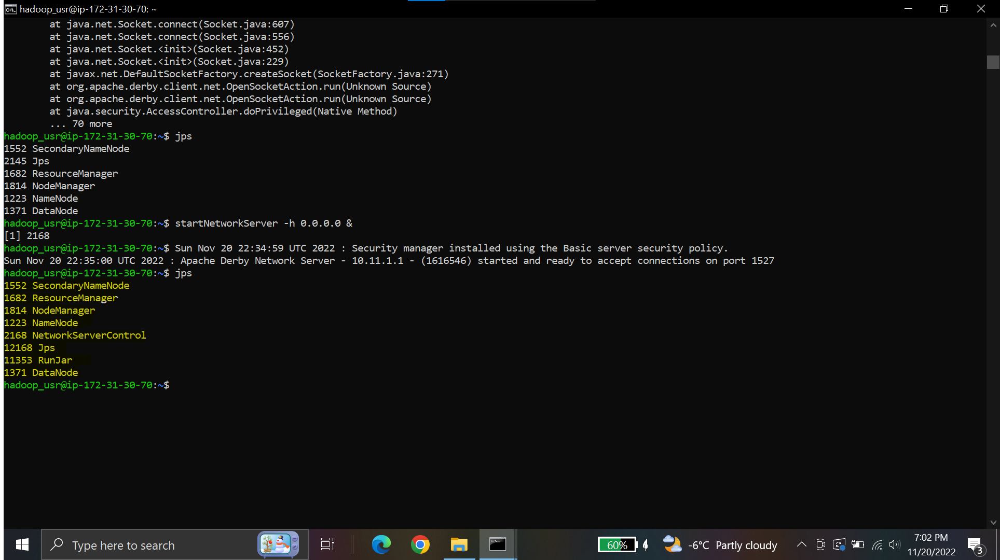 hadoop_usr@ip-172-31-30-70: ~
at java.net.Socket.connect(Socket.java:607)
at java.net.Socket.connect(Socket.java:556)
at java.net.Socket.<init>(Socket.java:452)
at java.net.Socket.<init>(Socket.java:229)
at javax.net.DefaultSocketFactory.createSocket(SocketFactory.java:271)
at org.apache.derby.client.net.OpenSocketAction.run(Unknown Source)
at org.apache.derby.client.net.OpenSocketAction.run(Unknown Source)
at java.security.AccessController.doPrivileged(Native Method)
... 70 more
hadoop_usr@ip-172-31-30-70:~$ jps
1552 SecondaryNameNode
2145 Jps
1682 ResourceManager
1814 NodeManager
1223 NameNode
1371 DataNode
hadoop_usr@ip-172-31-30-70:~$ startNetworkServer -h 0.0.0.0 &
[1] 2168
hadoop_usr@ip-172-31-30-70:~$ Sun Nov 20 22:34:59 UTC 2022 : Security manager installed using the Basic server security policy.
Sun Nov 20 22:35:00 UTC 2022 : Apache Derby Network Server - 10.11.1.1 - (1616546) started and ready to accept connections on port 1527
hadoop_usr@ip-172-31-30-70:~$ jps
1552 SecondaryNameNode
1682 ResourceManager
1814 NodeManager
1223 NameNode
2168 NetworkServerControl
12168 Jps
11353 RunJar
1371 DataNode
hadoop_usr@ip-172-31-30-70:~$
Type here to search
60%
-6°C Partly cloudy
7:02 PM
11/20/2022
3